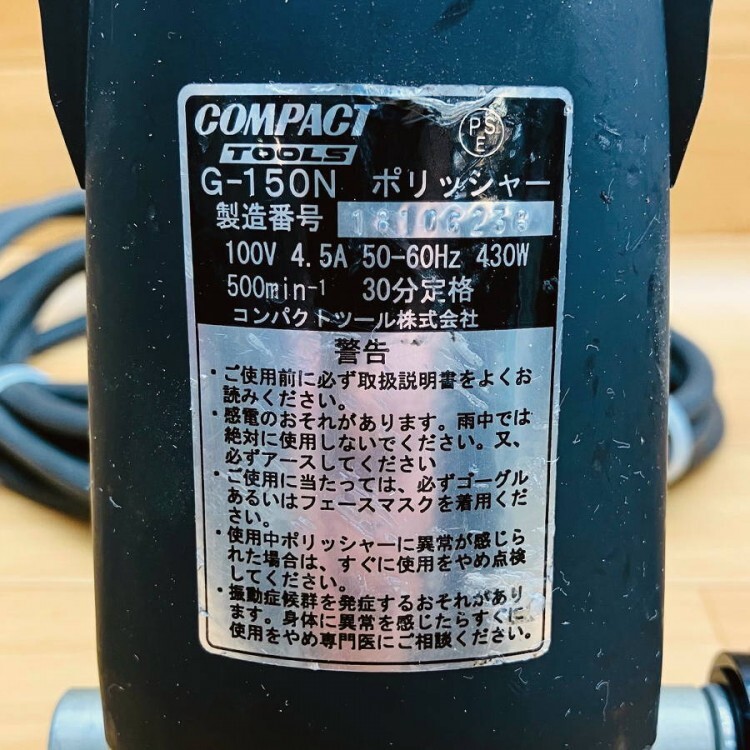 COMPACT
TOOLS
PSE
G-150N ポリッシャー
製造番号
100V 4.5A 50-60Hz 430W
500min-1 30分定格
コンパクトツール株式会社
警告
・ご使用前に必ず取扱説明書をよくお
読みください。
・感電のおそれがあります。雨中では
絶対に使用しないでください。又、
必ずアースしてください
・ご使用に当たっては、必ずゴーグル
あるいはフェースマスクを着用くだ
さい。
・使用中ポリッシャーに異常が感じら
れた場合は、すぐに使用をやめ点検
してください。
・振動症候群を発症するおそれがあり
ます。身体に異常を感じたらすぐに
使用をやめ専門医にご相談ください。